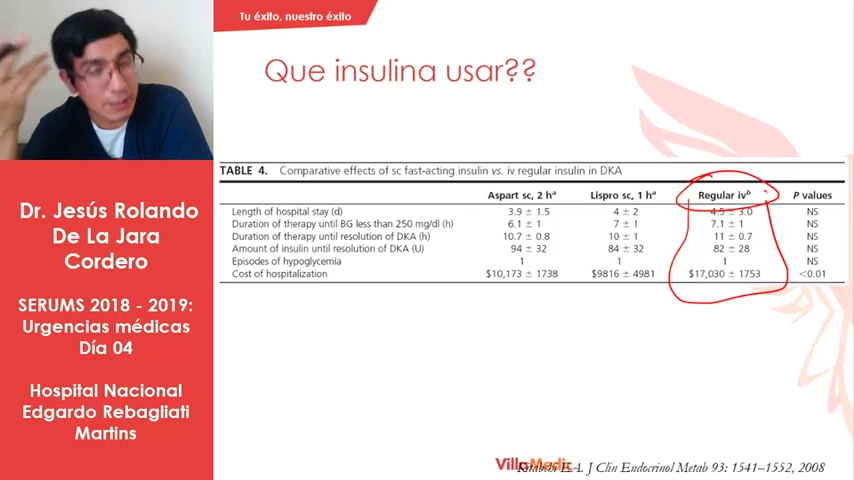 Tu éxito, nuestro éxito
Que insulina usar??
TABLE 4. Comparative effects of sc fast-acting insulin vs. iv regular insulin in DKA
Aspart sc, 2 hᵃ Lispro sc, 1 hᵃ Regular ivᵇ P values
Length of hospital stay (d) 3.9 ± 1.5 4 ± 2 4.5 ± 3.0 NS
Duration of therapy until BG less than 250 mg/dl (h) 6.1 ± 1 7 ± 1 7.1 ± 1 NS
Duration of therapy until resolution of DKA (h) 10.7 ± 0.8 10 ± 1 11 ± 0.7 NS
Amount of insulin until resolution of DKA (U) 94 ± 32 84 ± 32 82 ± 28 NS
Episodes of hypoglycemia 1 1 1 NS
Cost of hospitalization $10,173 ± 1738 $9816 ± 4981 $17,030 ± 1753 <0.01
Dr. Jesús Rolando
De La Jara
Cordero
SERUMS 2018 - 2019:
Urgencias médicas
Día 04
Hospital Nacional
Edgardo Rebagliati
Martins
VillaMedic
Kitabchi E A. J Clin Endocrinol Metab 93: 1541–1552, 2008